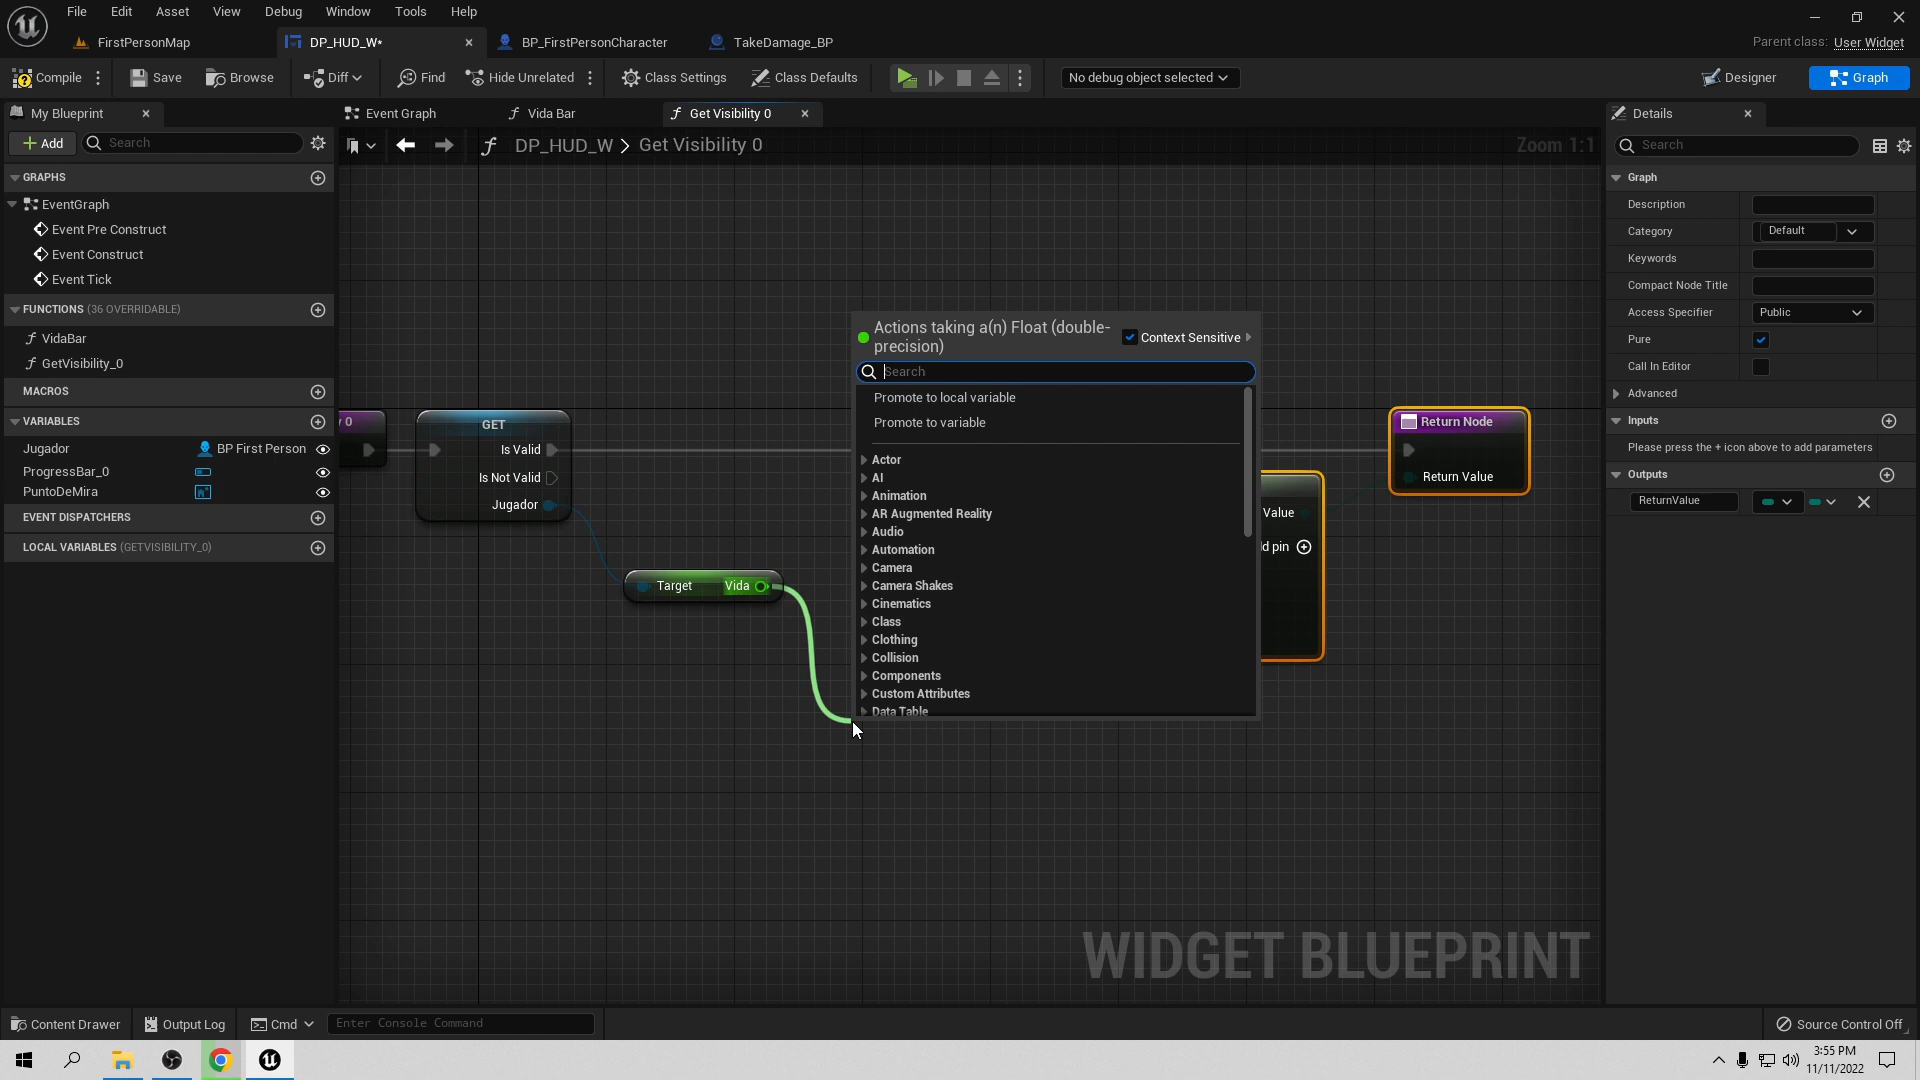 File Edit Asset View Debug Window Tools Help
FirstPersonMap DP_HUD_W* BP_FirstPersonCharacter TakeDamage_BP Parent class: User Widget
Compile Save Browse Diff Find Hide Unrelated Class Settings Class Defaults No debug object selected Designer Graph
My Blueprint Event Graph Vida Bar Get Visibility 0 Details
Add Search DP_HUD_W > Get Visibility 0 Zoom 1:1 Search
GRAPHS
EventGraph
Event Pre Construct
Event Construct
Event Tick
FUNCTIONS (36 OVERRIDABLE)
VidaBar
GetVisibility_0
MACROS
VARIABLES
Jugador BP First Person
ProgressBar_0
PuntoDeMira
EVENT DISPATCHERS
LOCAL VARIABLES (GETVISIBILITY_0)
y 0
GET
Is Valid
Is Not Valid
Jugador
Target Vida
Actions taking a(n) Float (double-
precision)
Context Sensitive
Search
Promote to local variable
Promote to variable
Actor
AI
Animation
AR Augmented Reality
Audio
Automation
Camera
Camera Shakes
Cinematics
Class
Clothing
Collision
Components
Custom Attributes
Data Table
Value
ld pin
Return Node
Return Value
WIDGET BLUEPRINT
Graph
Description
Category Default
Keywords
Compact Node Title
Access Specifier Public
Pure
Call In Editor
Advanced
Inputs
Please press the + icon above to add parameters
Outputs
ReturnValue
Content Drawer Output Log Cmd Enter Console Command Source Control Off
3:55 PM
11/11/2022